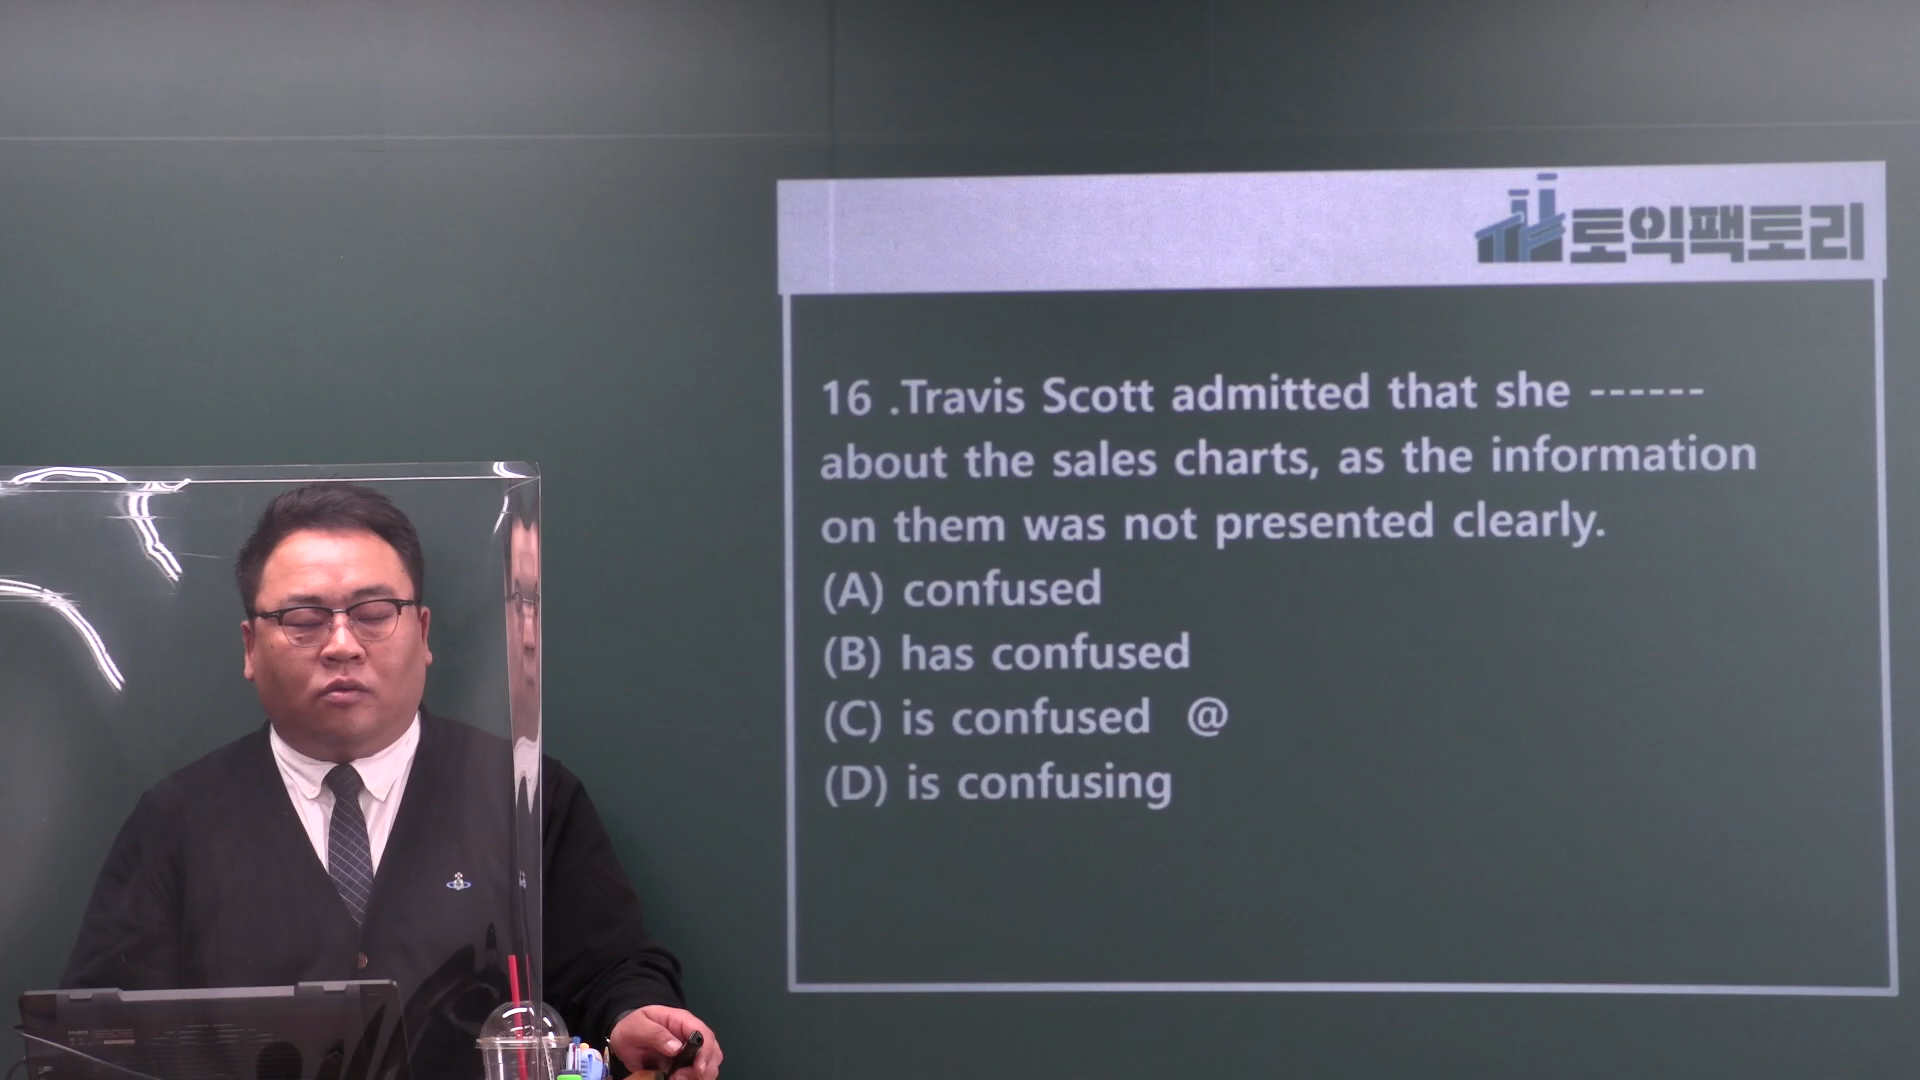 토익팩토리
16 .Travis Scott admitted that she ------
about the sales charts, as the information
on them was not presented clearly.
(A) confused
(B) has confused
(C) is confused @
(D) is confusing